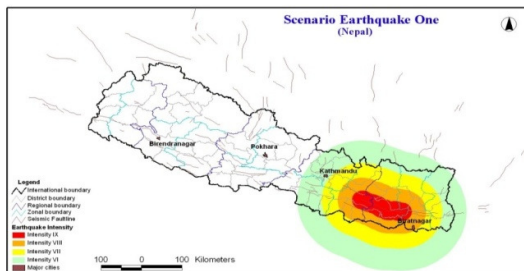 Scenario Earthquake One
(Nepal)
Birendranagar
Pokhara
Kathmandu
Biratnagar
Legend
International boundary
District boundary
Regional boundary
Zonal boundary
Seismic Faultline
Earthquake Intensity
Intensity IX
Intensity VIII
Intensity VII
Intensity VI
Major cities
100 0 100 Kilometers